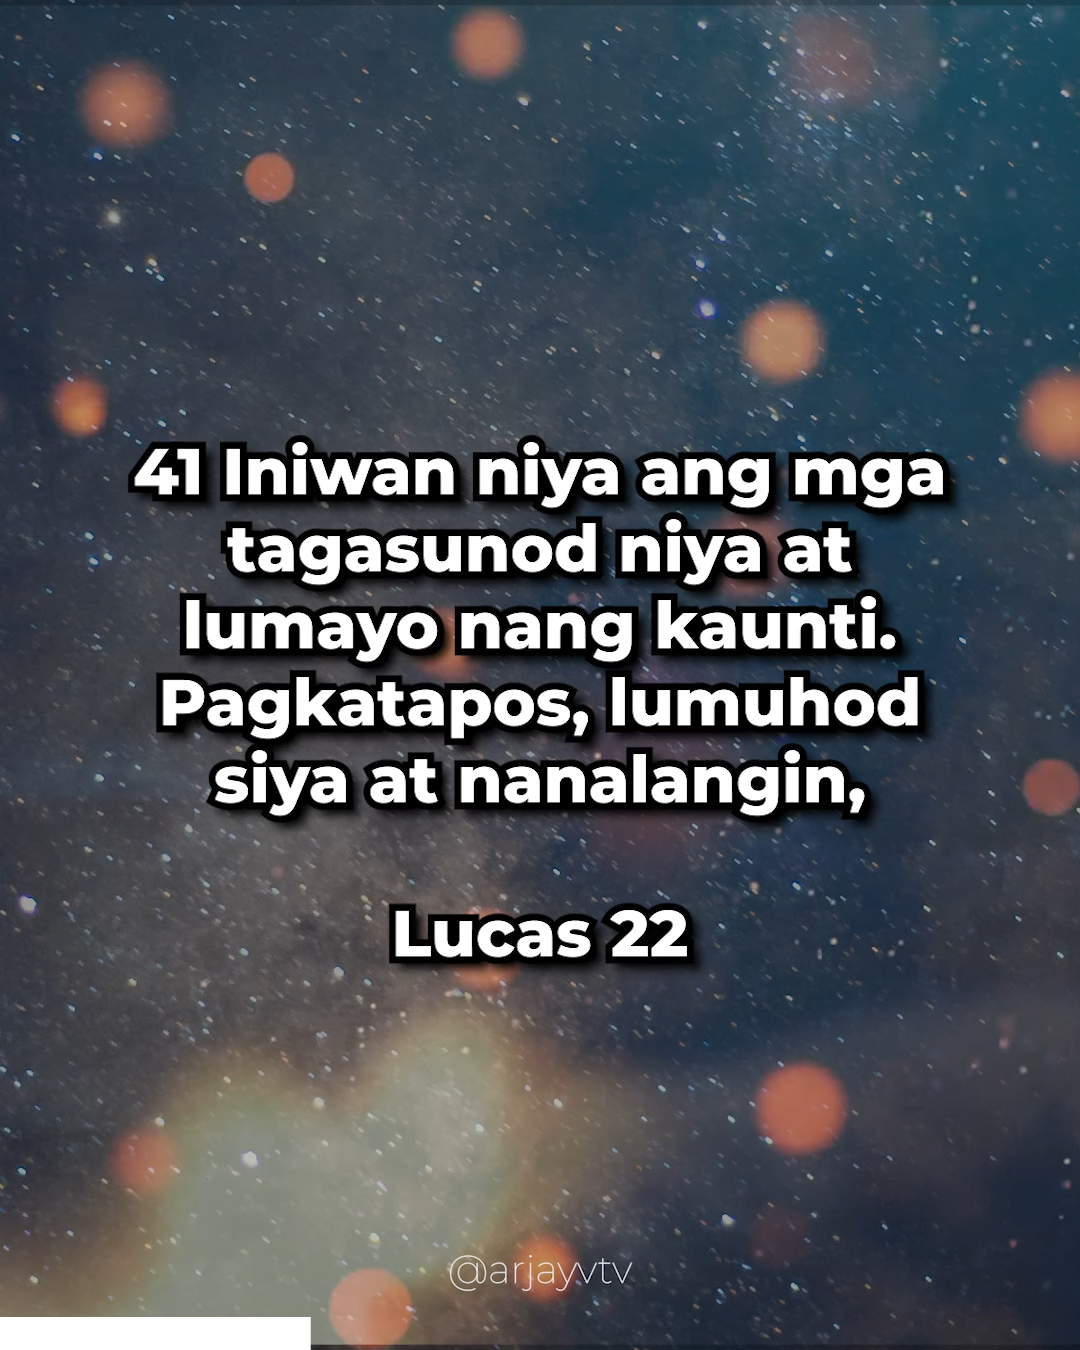 41 Iniwan niya ang mga
tagasunod niya at
lumayo nang kaunti.
Pagkatapos, lumuhod
siya at nanalangin,
Lucas 22
@arjayvtv